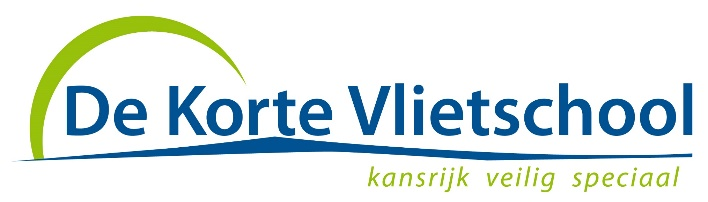 De Korte Vlietschool
kansrijk veilig speciaal